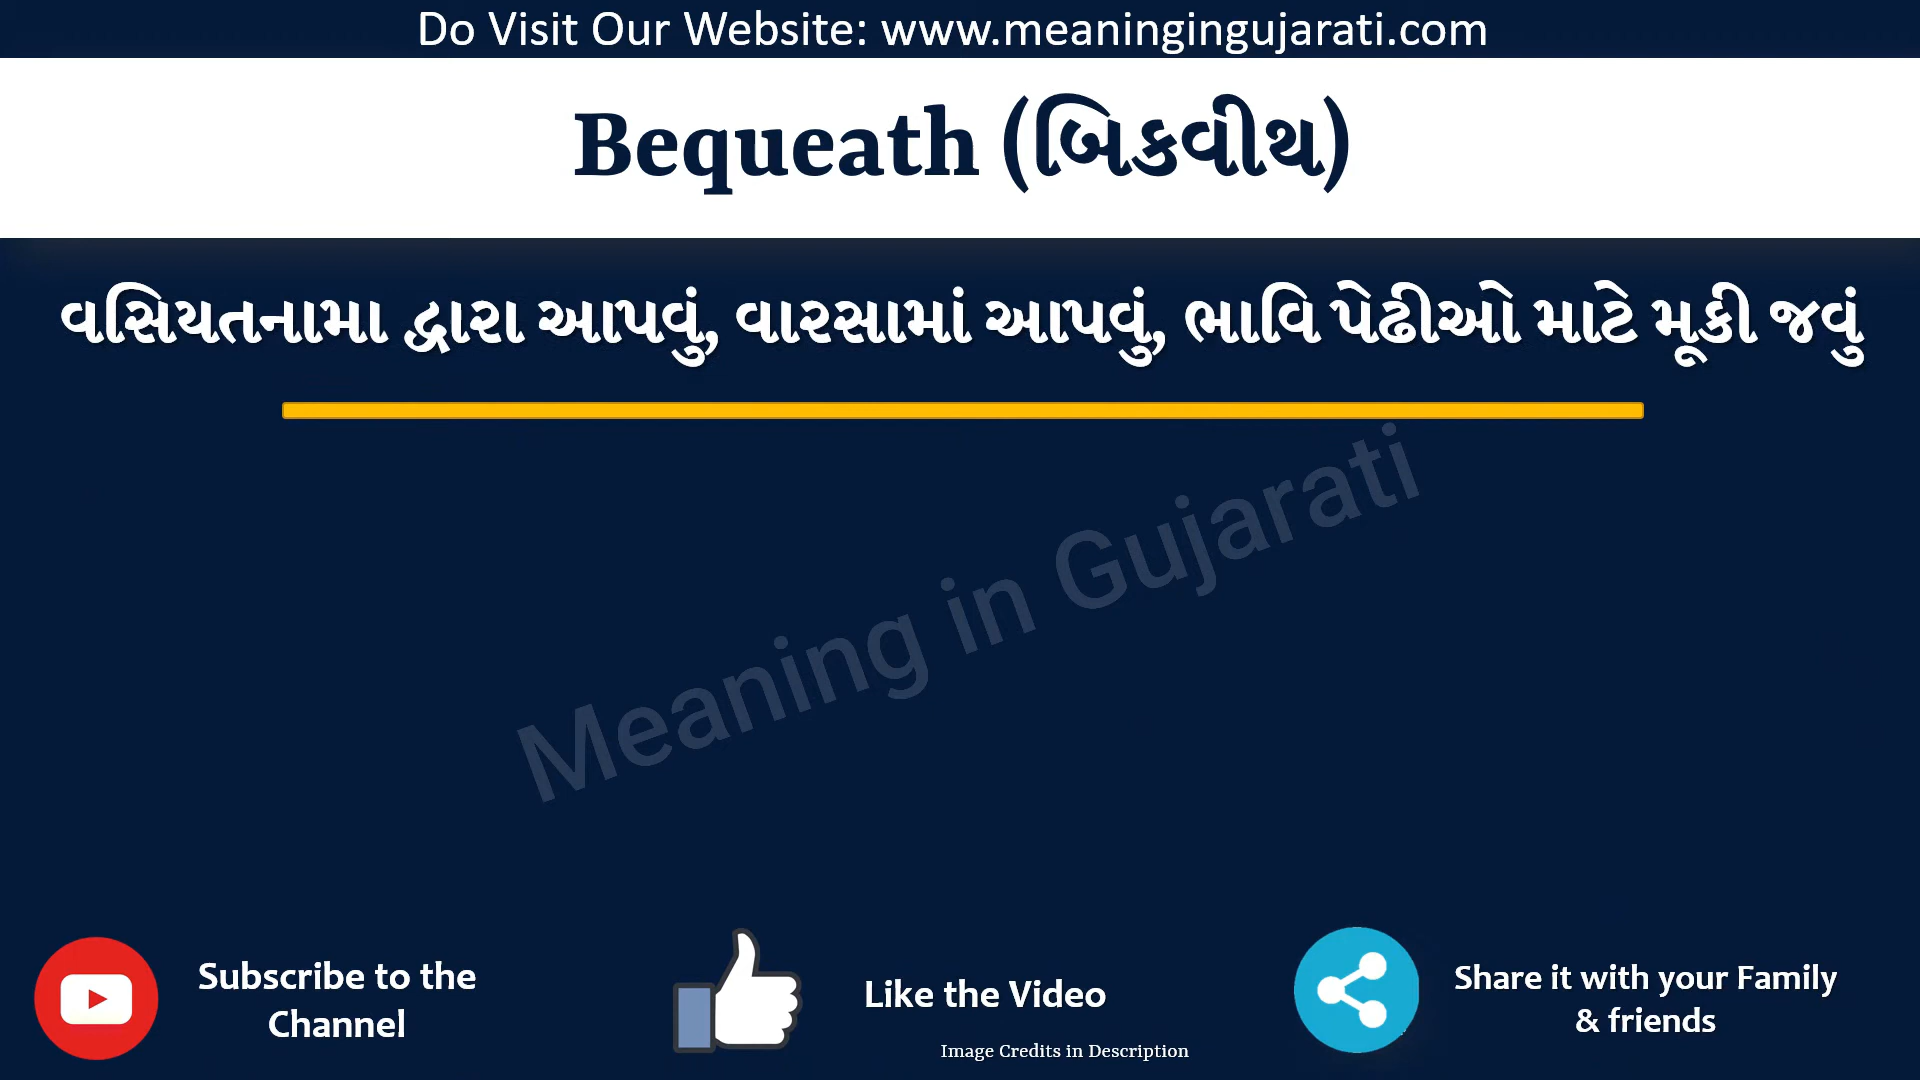 Do Visit Our Website: www.meaningingujarati.com
Bequeath (બિકવીથ)
વસિયતનામા દ્વારા આપવું, વારસામાં આપવું, ભાવિ પેઢીઓ માટે મૂકી જવું
Meaning in Gujarati
Subscribe to the
Channel
Like the Video
Share it with your Family
& friends
Image Credits in Description